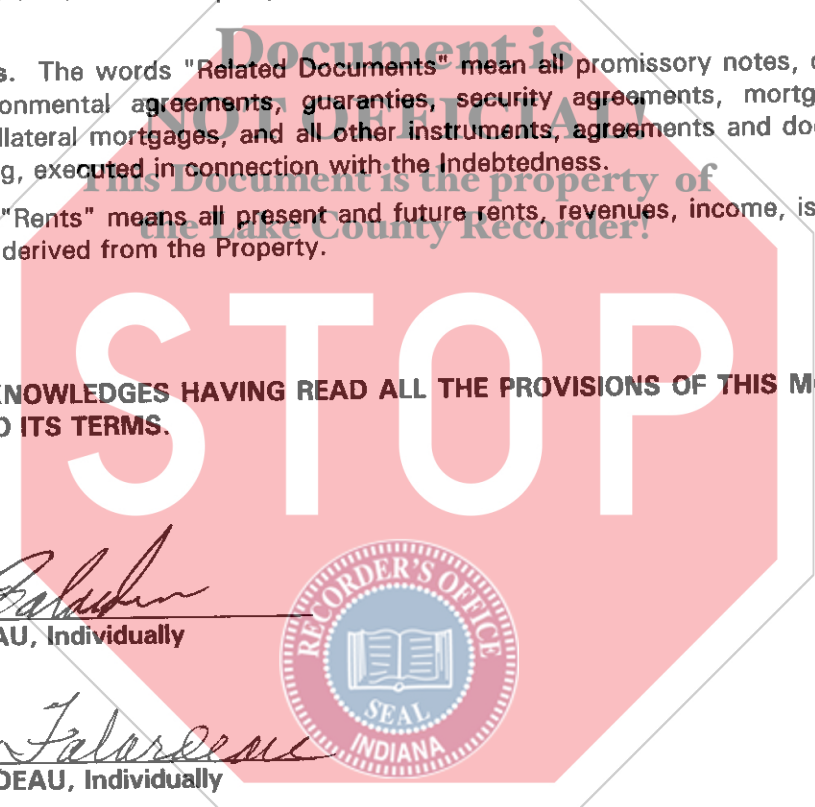 Document is
s. The words "Related Documents" mean all promissory notes,
onmental agreements, guaranties, security agreements, mortg
NOT OFFICIAL!
llateral mortgages, and all other instruments, agreements and do
g, executed in connection with the Indebtedness.
This Document is the property of
"Rents" means all present and future rents, revenues, income, is
the Lake County Recorder!
derived from the Property.
STOP
KNOWLEDGES HAVING READ ALL THE PROVISIONS OF THIS M
O ITS TERMS.
AU, Individually
RECORDER'S OFFICE
SEAL
INDIANA
Falardeau
DEAU, Individually